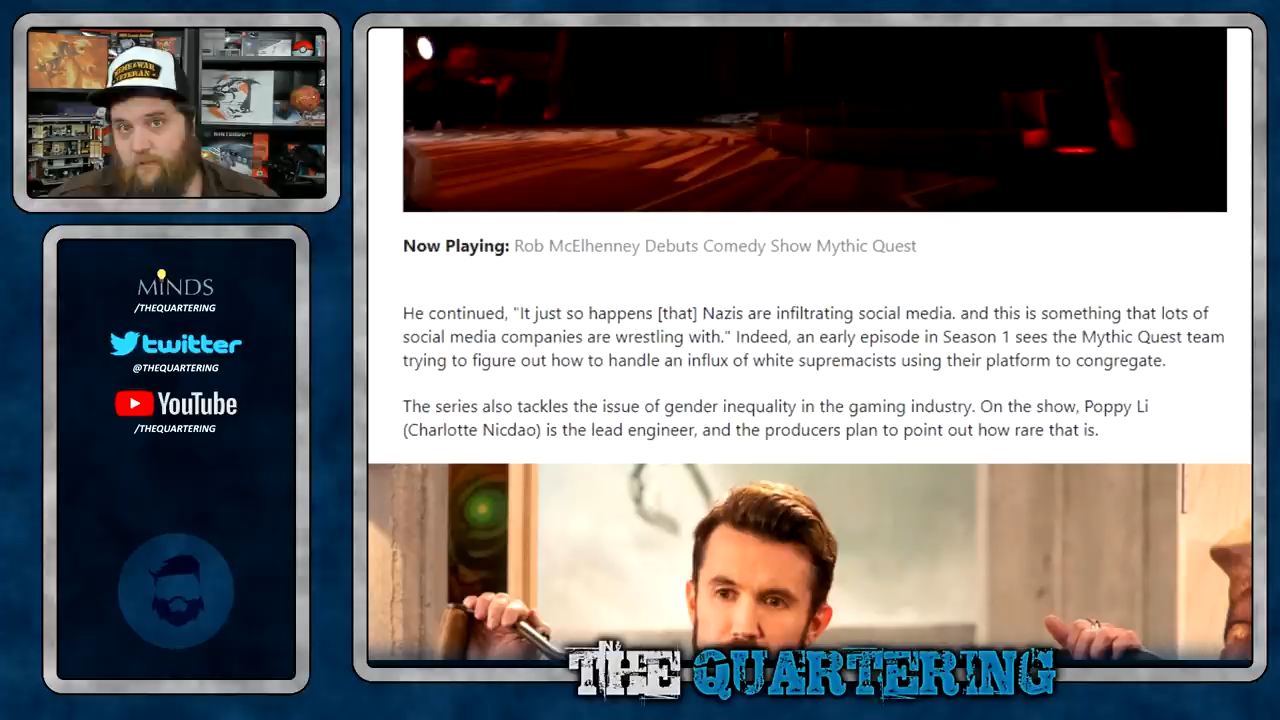 MEME WAR
VETERAN
NINTENDO
MINDS
/THEQUARTERING
twitter
@THEQUARTERING
YouTube
/THEQUARTERING
Now Playing: Rob McElhenney Debuts Comedy Show Mythic Quest
He continued, "It just so happens [that] Nazis are infiltrating social media. and this is something that lots of
social media companies are wrestling with." Indeed, an early episode in Season 1 sees the Mythic Quest team
trying to figure out how to handle an influx of white supremacists using their platform to congregate.
The series also tackles the issue of gender inequality in the gaming industry. On the show, Poppy Li
(Charlotte Nicdao) is the lead engineer, and the producers plan to point out how rare that is.
THE QUARTERING